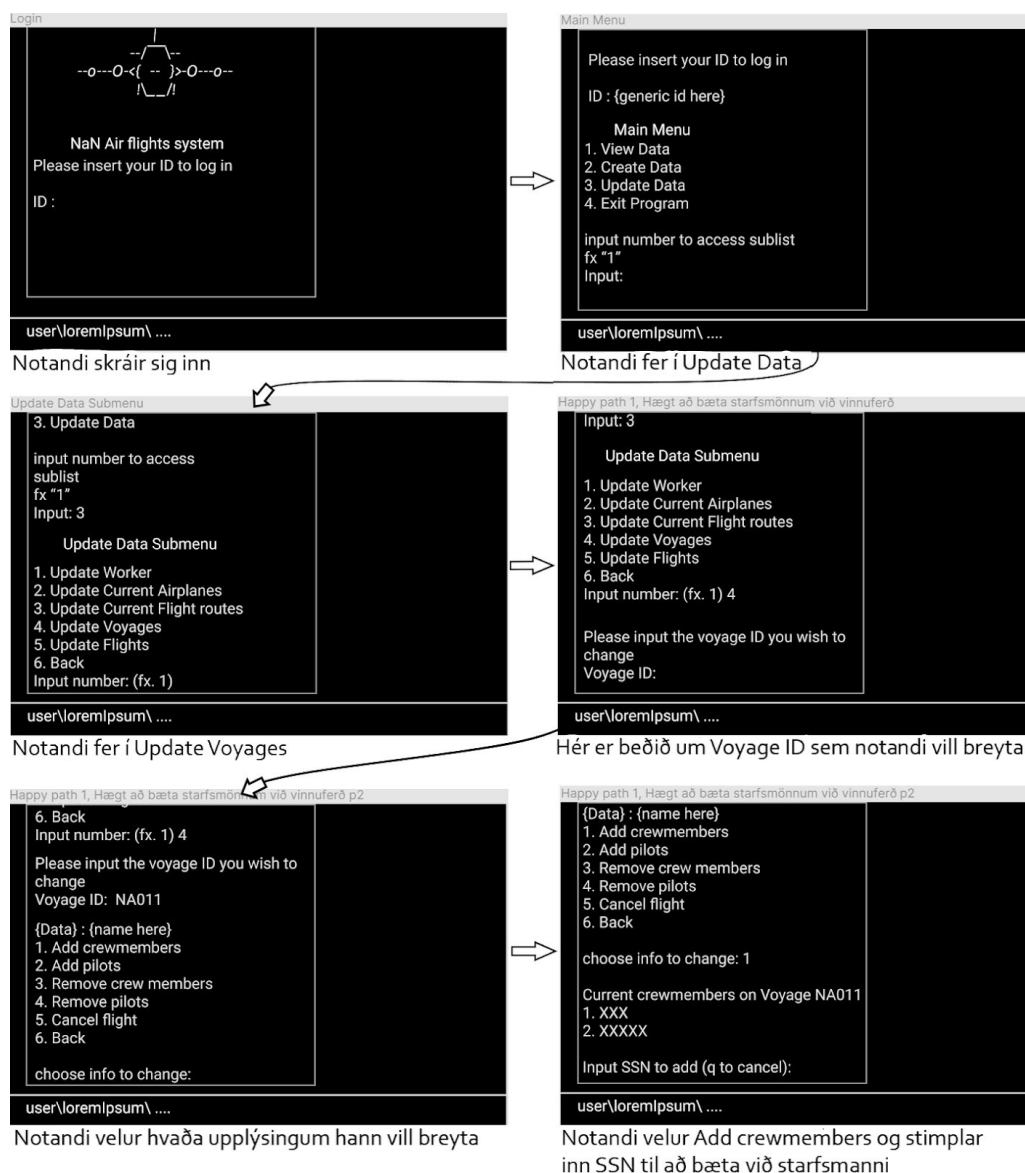 Login
--/‾‾\--
--o---O-<{ -- }>-O---o--
!\__/!
NaN Air flights system
Please insert your ID to log in
ID :
user\loremIpsum\ ....
Notandi skráir sig inn
Main Menu
Please insert your ID to log in
ID : {generic id here}
Main Menu
1. View Data
2. Create Data
3. Update Data
4. Exit Program
input number to access sublist
fx “1”
Input:
user\loremIpsum\ ....
Notandi fer í Update Data
Update Data Submenu
3. Update Data
input number to access
sublist
fx “1”
Input: 3
Update Data Submenu
1. Update Worker
2. Update Current Airplanes
3. Update Current Flight routes
4. Update Voyages
5. Update Flights
6. Back
Input number: (fx. 1)
user\loremIpsum\ ....
Notandi fer í Update Voyages
Happy path 1, Hægt að bæta starfsmönnum við vinnuferð
Input: 3
Update Data Submenu
1. Update Worker
2. Update Current Airplanes
3. Update Current Flight routes
4. Update Voyages
5. Update Flights
6. Back
Input number: (fx. 1) 4
Please input the voyage ID you wish to
change
Voyage ID:
user\loremIpsum\ ....
Hér er beðið um Voyage ID sem notandi vill breyta
Happy path 1, Hægt að bæta starfsmönnum við vinnuferð p2
6. Back
Input number: (fx. 1) 4
Please input the voyage ID you wish to
change
Voyage ID: NA011
{Data} : {name here}
1. Add crewmembers
2. Add pilots
3. Remove crew members
4. Remove pilots
5. Cancel flight
6. Back
choose info to change:
user\loremIpsum\ ....
Notandi velur hvaða upplýsingum hann vill breyta
Happy path 1, Hægt að bæta starfsmönnum við vinnuferð p2
{Data} : {name here}
1. Add crewmembers
2. Add pilots
3. Remove crew members
4. Remove pilots
5. Cancel flight
6. Back
choose info to change: 1
Current crewmembers on Voyage NA011
1. XXX
2. XXXXX
Input SSN to add (q to cancel):
user\loremIpsum\ ....
Notandi velur Add crewmembers og stimplar
inn SSN til að bæta við starfsmanni